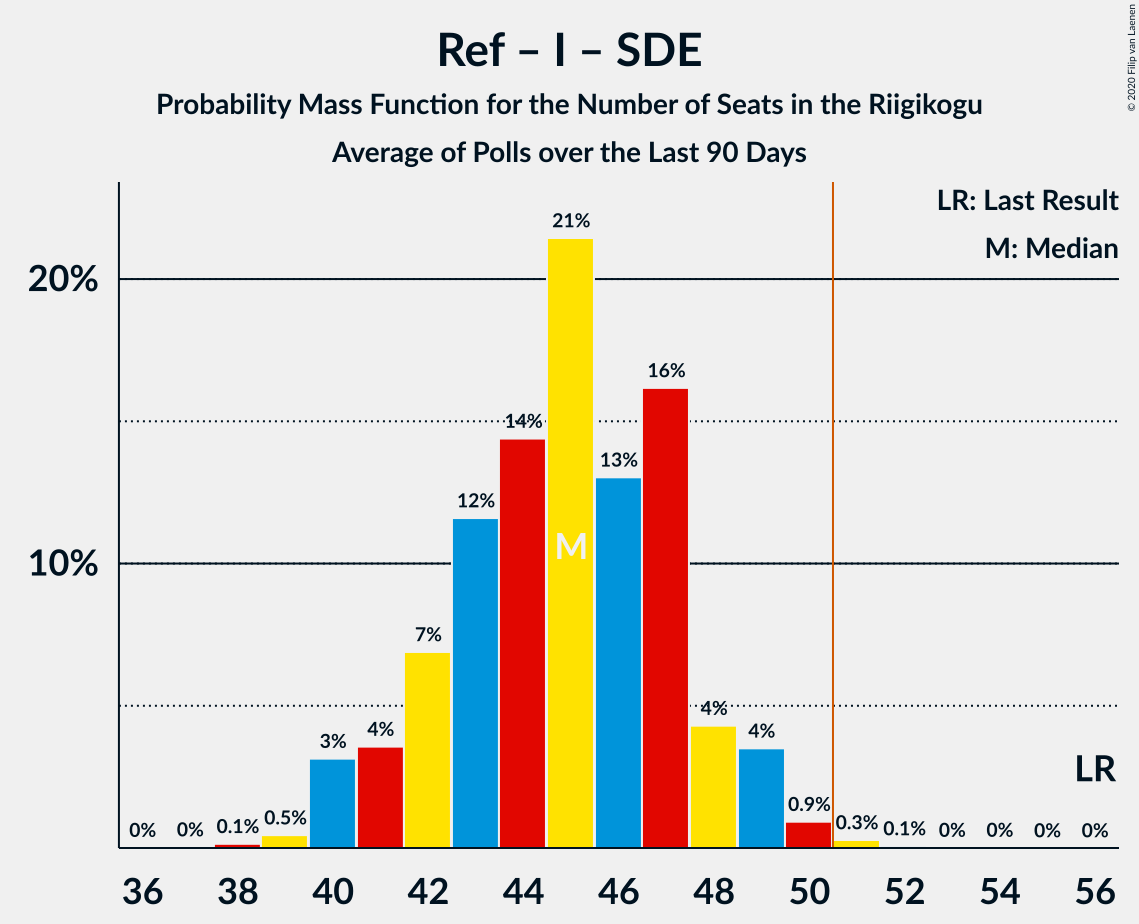 Ref – I – SDE
Probability Mass Function for the Number of Seats in the Riigikogu
Average of Polls over the Last 90 Days
© 2020 Filip van Laenen
LR: Last Result
M: Median
20%
10%
0%
0%
0.1%
0.5%
3%
4%
7%
12%
14%
21%
13%
16%
4%
4%
0.9%
0.3%
0.1%
0%
0%
0%
0%
M
LR
36 38 40 42 44 46 48 50 52 54 56